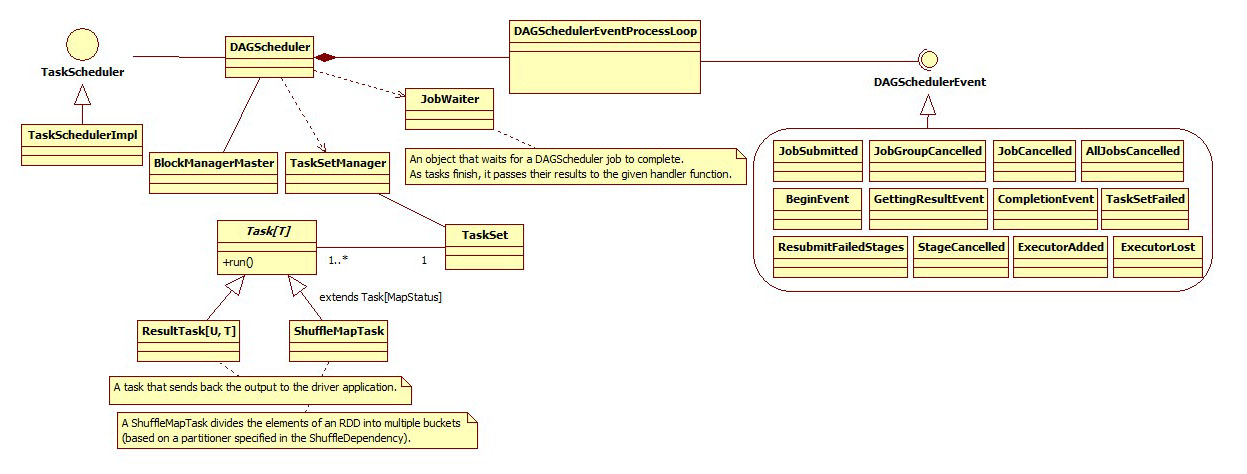 DAGSchedulerEventProcessLoop
DAGScheduler
TaskScheduler
DAGSchedulerEvent
JobWaiter
TaskSchedulerImpl
BlockManagerMaster
TaskSetManager
An object that waits for a DAGScheduler job to complete.
As tasks finish, it passes their results to the given handler function.
JobSubmitted
JobGroupCancelled
JobCancelled
AllJobsCancelled
BeginEvent
GettingResultEvent
CompletionEvent
TaskSetFailed
ResubmitFailedStages
StageCancelled
ExecutorAdded
ExecutorLost
Task[T]
+run()
1..*
1
TaskSet
extends Task[MapStatus]
ResultTask[U, T]
ShuffleMapTask
A task that sends back the output to the driver application.
A ShuffleMapTask divides the elements of an RDD into multiple buckets
(based on a partitioner specified in the ShuffleDependency).